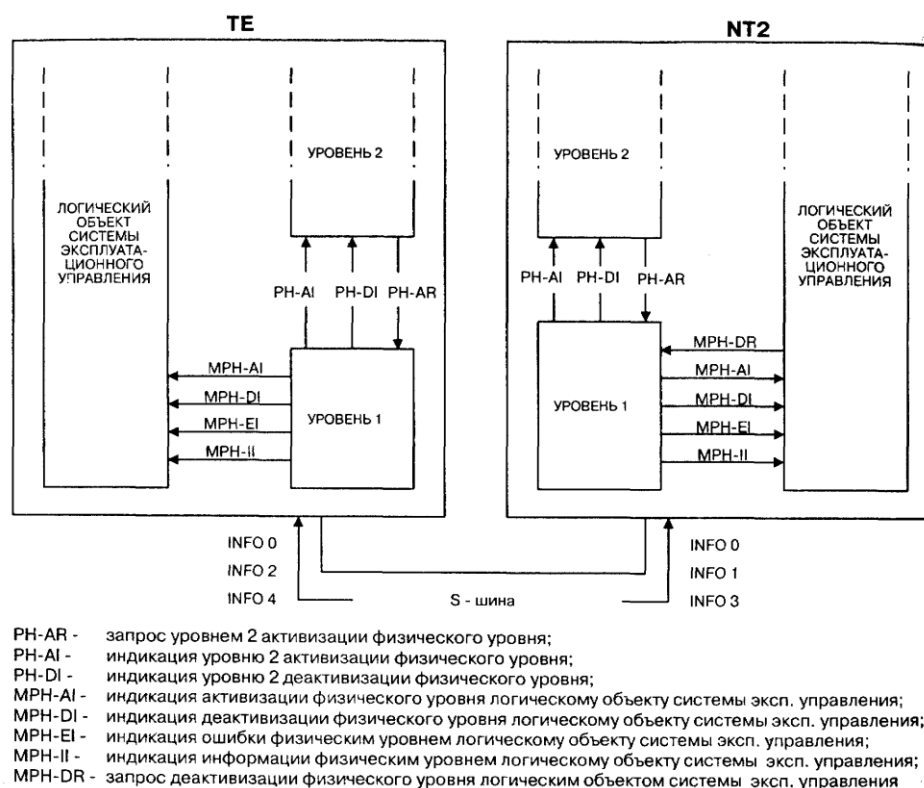 TE
NT2
УРОВЕНЬ 2
УРОВЕНЬ 2
ЛОГИЧЕСКИЙ
ОБЪЕКТ
СИСТЕМЫ
ЭКСПЛУАТА-
ЦИОННОГО
УПРАВЛЕНИЯ
ЛОГИЧЕСКИЙ
ОБЪЕКТ
СИСТЕМЫ
ЭКСПЛУАТА-
ЦИОННОГО
УПРАВЛЕНИЯ
PH-AI PH-DI PH-AR
PH-AI PH-DI PH-AR
MPH-AI
MPH-DI
MPH-EI
MPH-II
УРОВЕНЬ 1
УРОВЕНЬ 1
MPH-DR
MPH-AI
MPH-DI
MPH-EI
MPH-II
INFO 0
INFO 2
INFO 4
S - шина
INFO 0
INFO 1
INFO 3
PH-AR - запрос уровнем 2 активизации физического уровня;
PH-AI - индикация уровню 2 активизации физического уровня;
PH-DI - индикация уровню 2 деактивизации физического уровня;
MPH-AI - индикация активизации физического уровня логическому объекту системы эксп. управления;
MPH-DI - индикация деактивизации физического уровня логическому объекту системы эксп. управления;
MPH-EI - индикация ошибки физическим уровнем логическому объекту системы эксп. управления;
MPH-II - индикация информации физическим уровнем логическому объекту системы эксп. управления;
MPH-DR - запрос деактивизации физического уровня логическим объектом системы эксп. управления